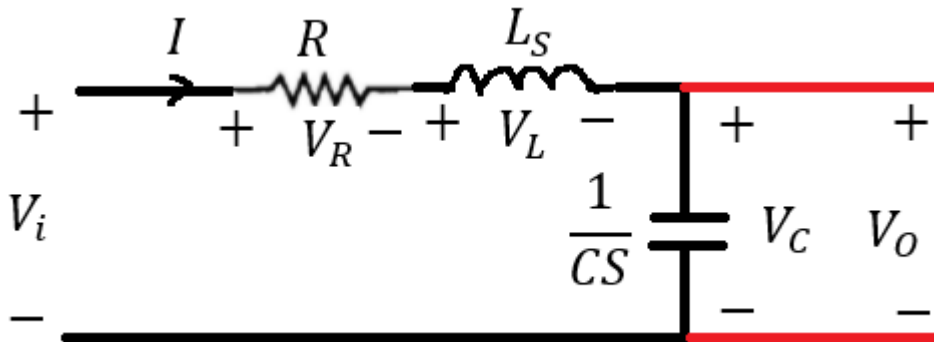 I R L_S
+ + V_R − + V_L − + +
V_i 1/CS V_C V_O
− − −